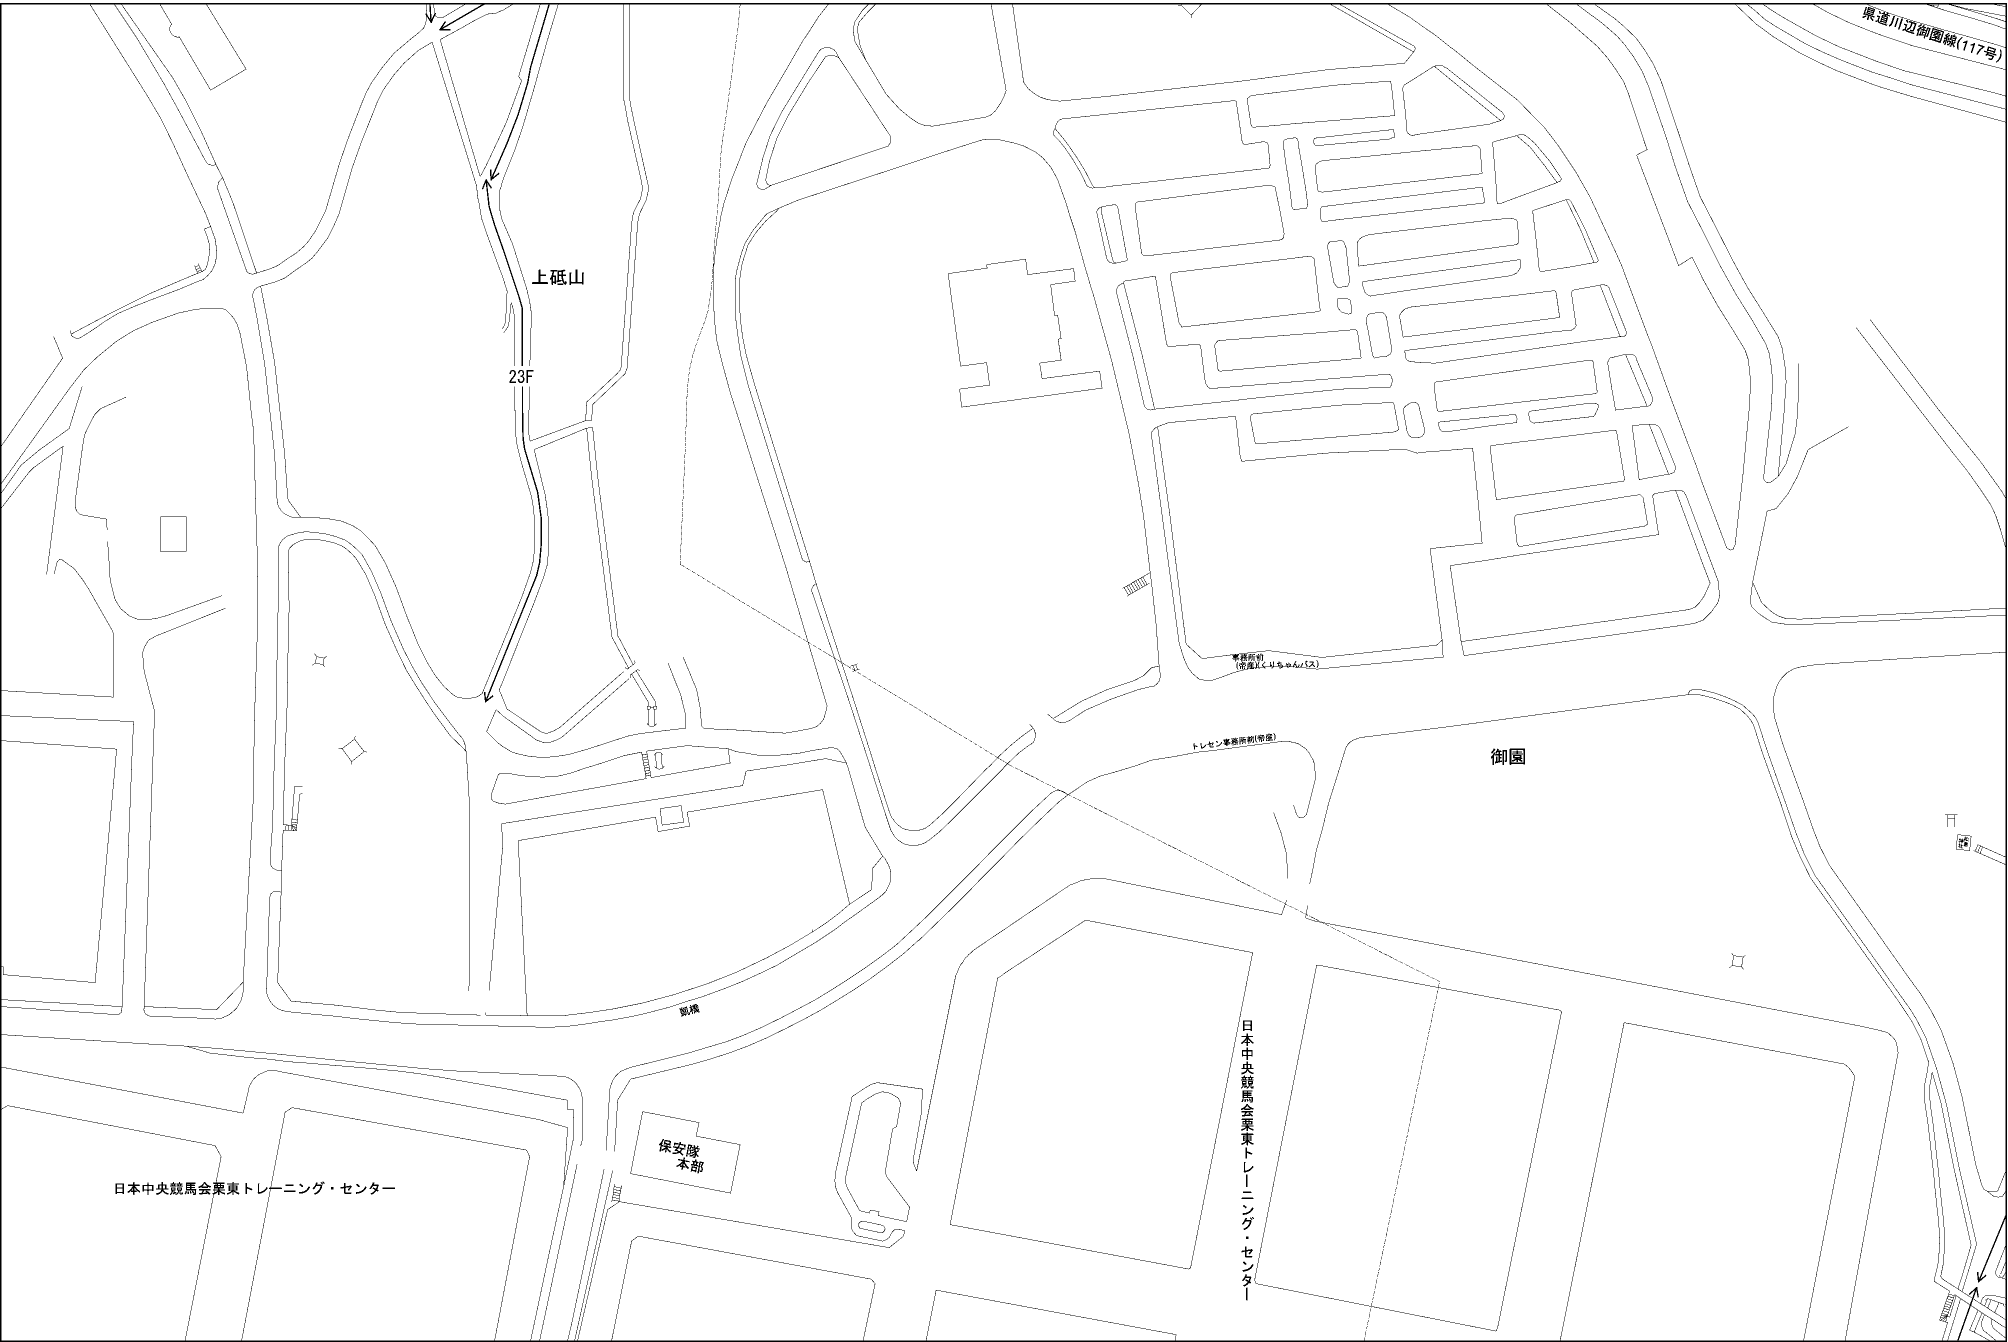 県道川辺御園線(117号)
上砥山
23F
事務所前
(帝産)(くりちゃんバス)
トレセン事務所前(帝産)
御園
凱橋
日本中央競馬会栗東トレーニング・センター
保安隊
本部
日本中央競馬会栗東トレーニング・センター